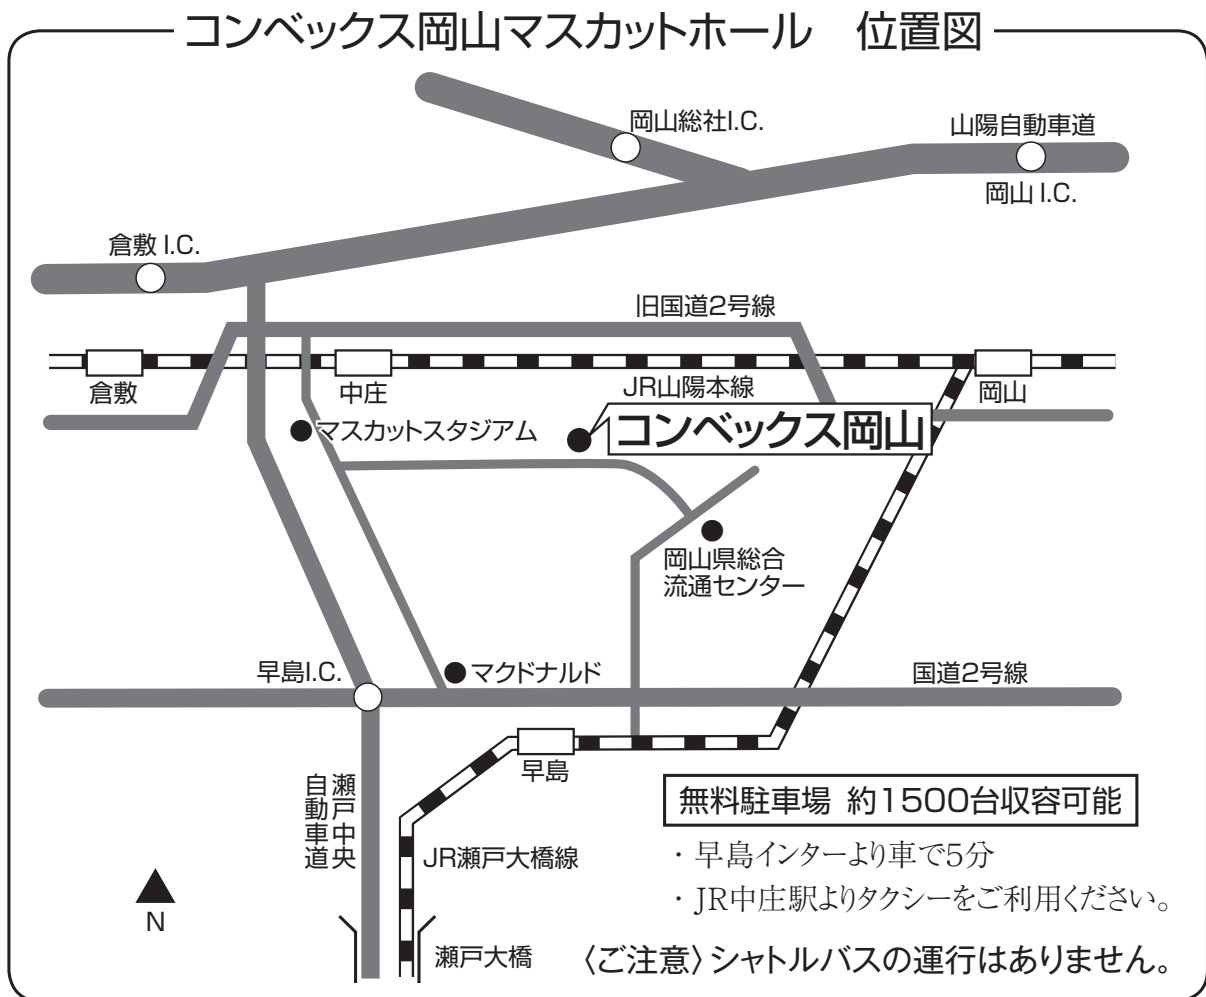 コンベックス岡山マスカットホール　位置図
岡山総社I.C.
山陽自動車道
岡山 I.C.
倉敷 I.C.
旧国道2号線
倉敷
中庄
JR山陽本線
岡山
マスカットスタジアム
コンベックス岡山
岡山県総合
流通センター
早島I.C.
マクドナルド
国道2号線
早島
瀬戸中央
自動車道
無料駐車場 約1500台収容可能
・早島インターより車で5分
JR瀬戸大橋線
・JR中庄駅よりタクシーをご利用ください。
N
瀬戸大橋
〈ご注意〉シャトルバスの運行はありません。